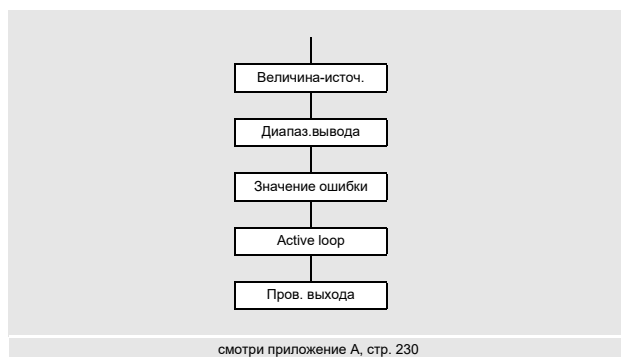 Величина-источ.
Диапаз.вывода
Значение ошибки
Active loop
Пров. выхода
смотри приложение A, стр. 230